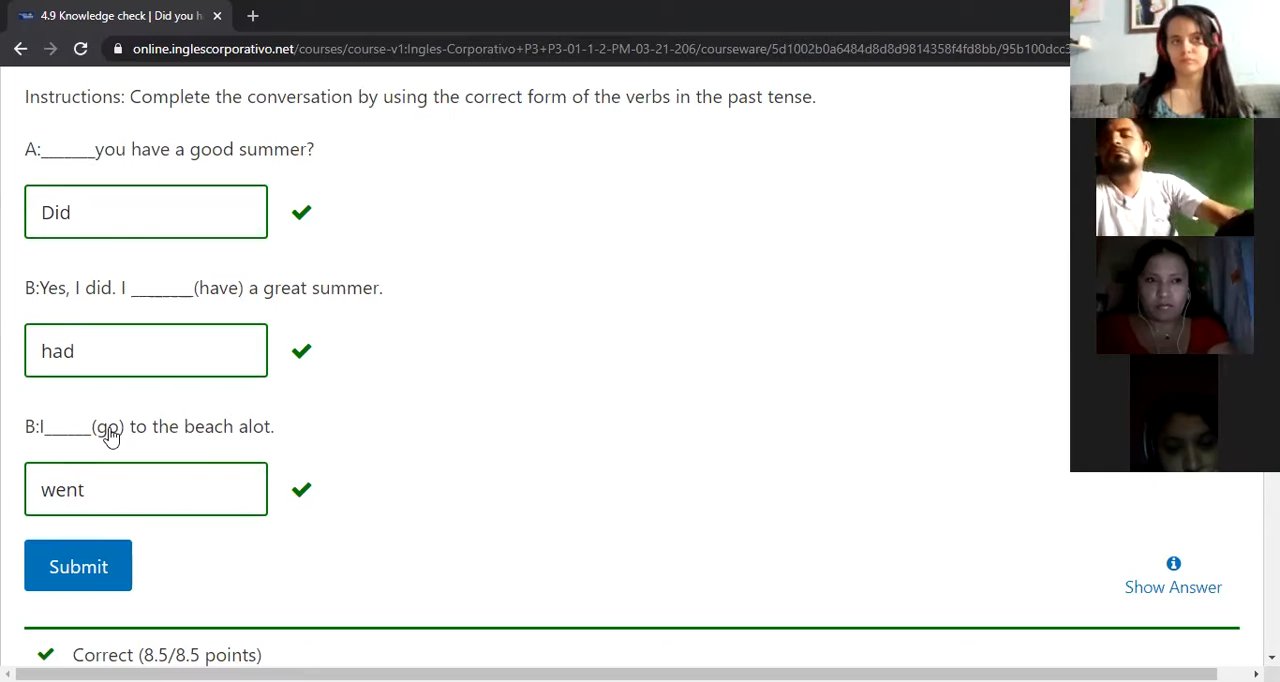 4.9 Knowledge check | Did you h
online.inglescorporativo.net/courses/course-v1:Ingles-Corporativo+P3+P3-01-1-2-PM-03-21-206/courseware/5d1002b0a6484d8d8d9814358f4fd8bb/95b100dcc3
Instructions: Complete the conversation by using the correct form of the verbs in the past tense.
A:_______you have a good summer?
Did
B:Yes, I did. I ________(have) a great summer.
had
B:I______(go) to the beach alot.
went
Submit
Show Answer
Correct (8.5/8.5 points)